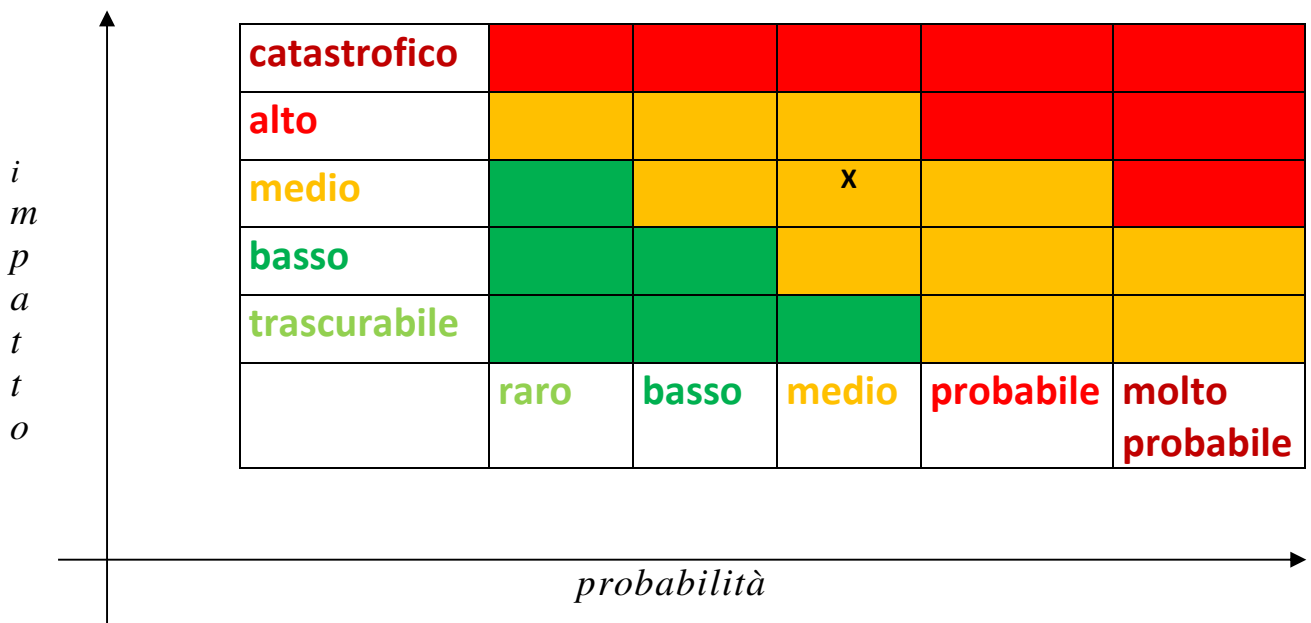 catastrofico
alto
impatto
medio X
basso
trascurabile
raro basso medio probabile molto
probabile
probabilità